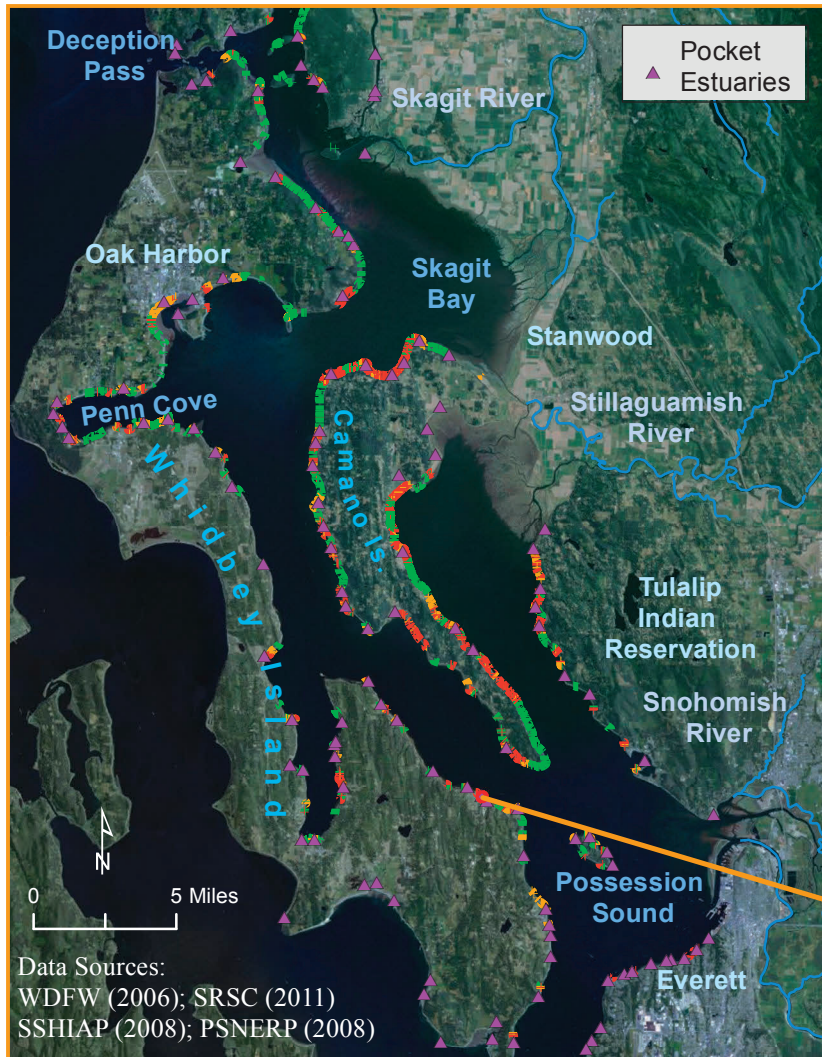 Deception
Pass
Pocket
Estuaries
Skagit River
Oak Harbor
Skagit
Bay
Stanwood
Penn Cove
Stillaguamish
River
Camano Is.
Whidbey Island
Tulalip
Indian
Reservation
Snohomish
River
N
0 5 Miles
Possession
Sound
Everett
Data Sources:
WDFW (2006); SRSC (2011)
SSHIAP (2008); PSNERP (2008)